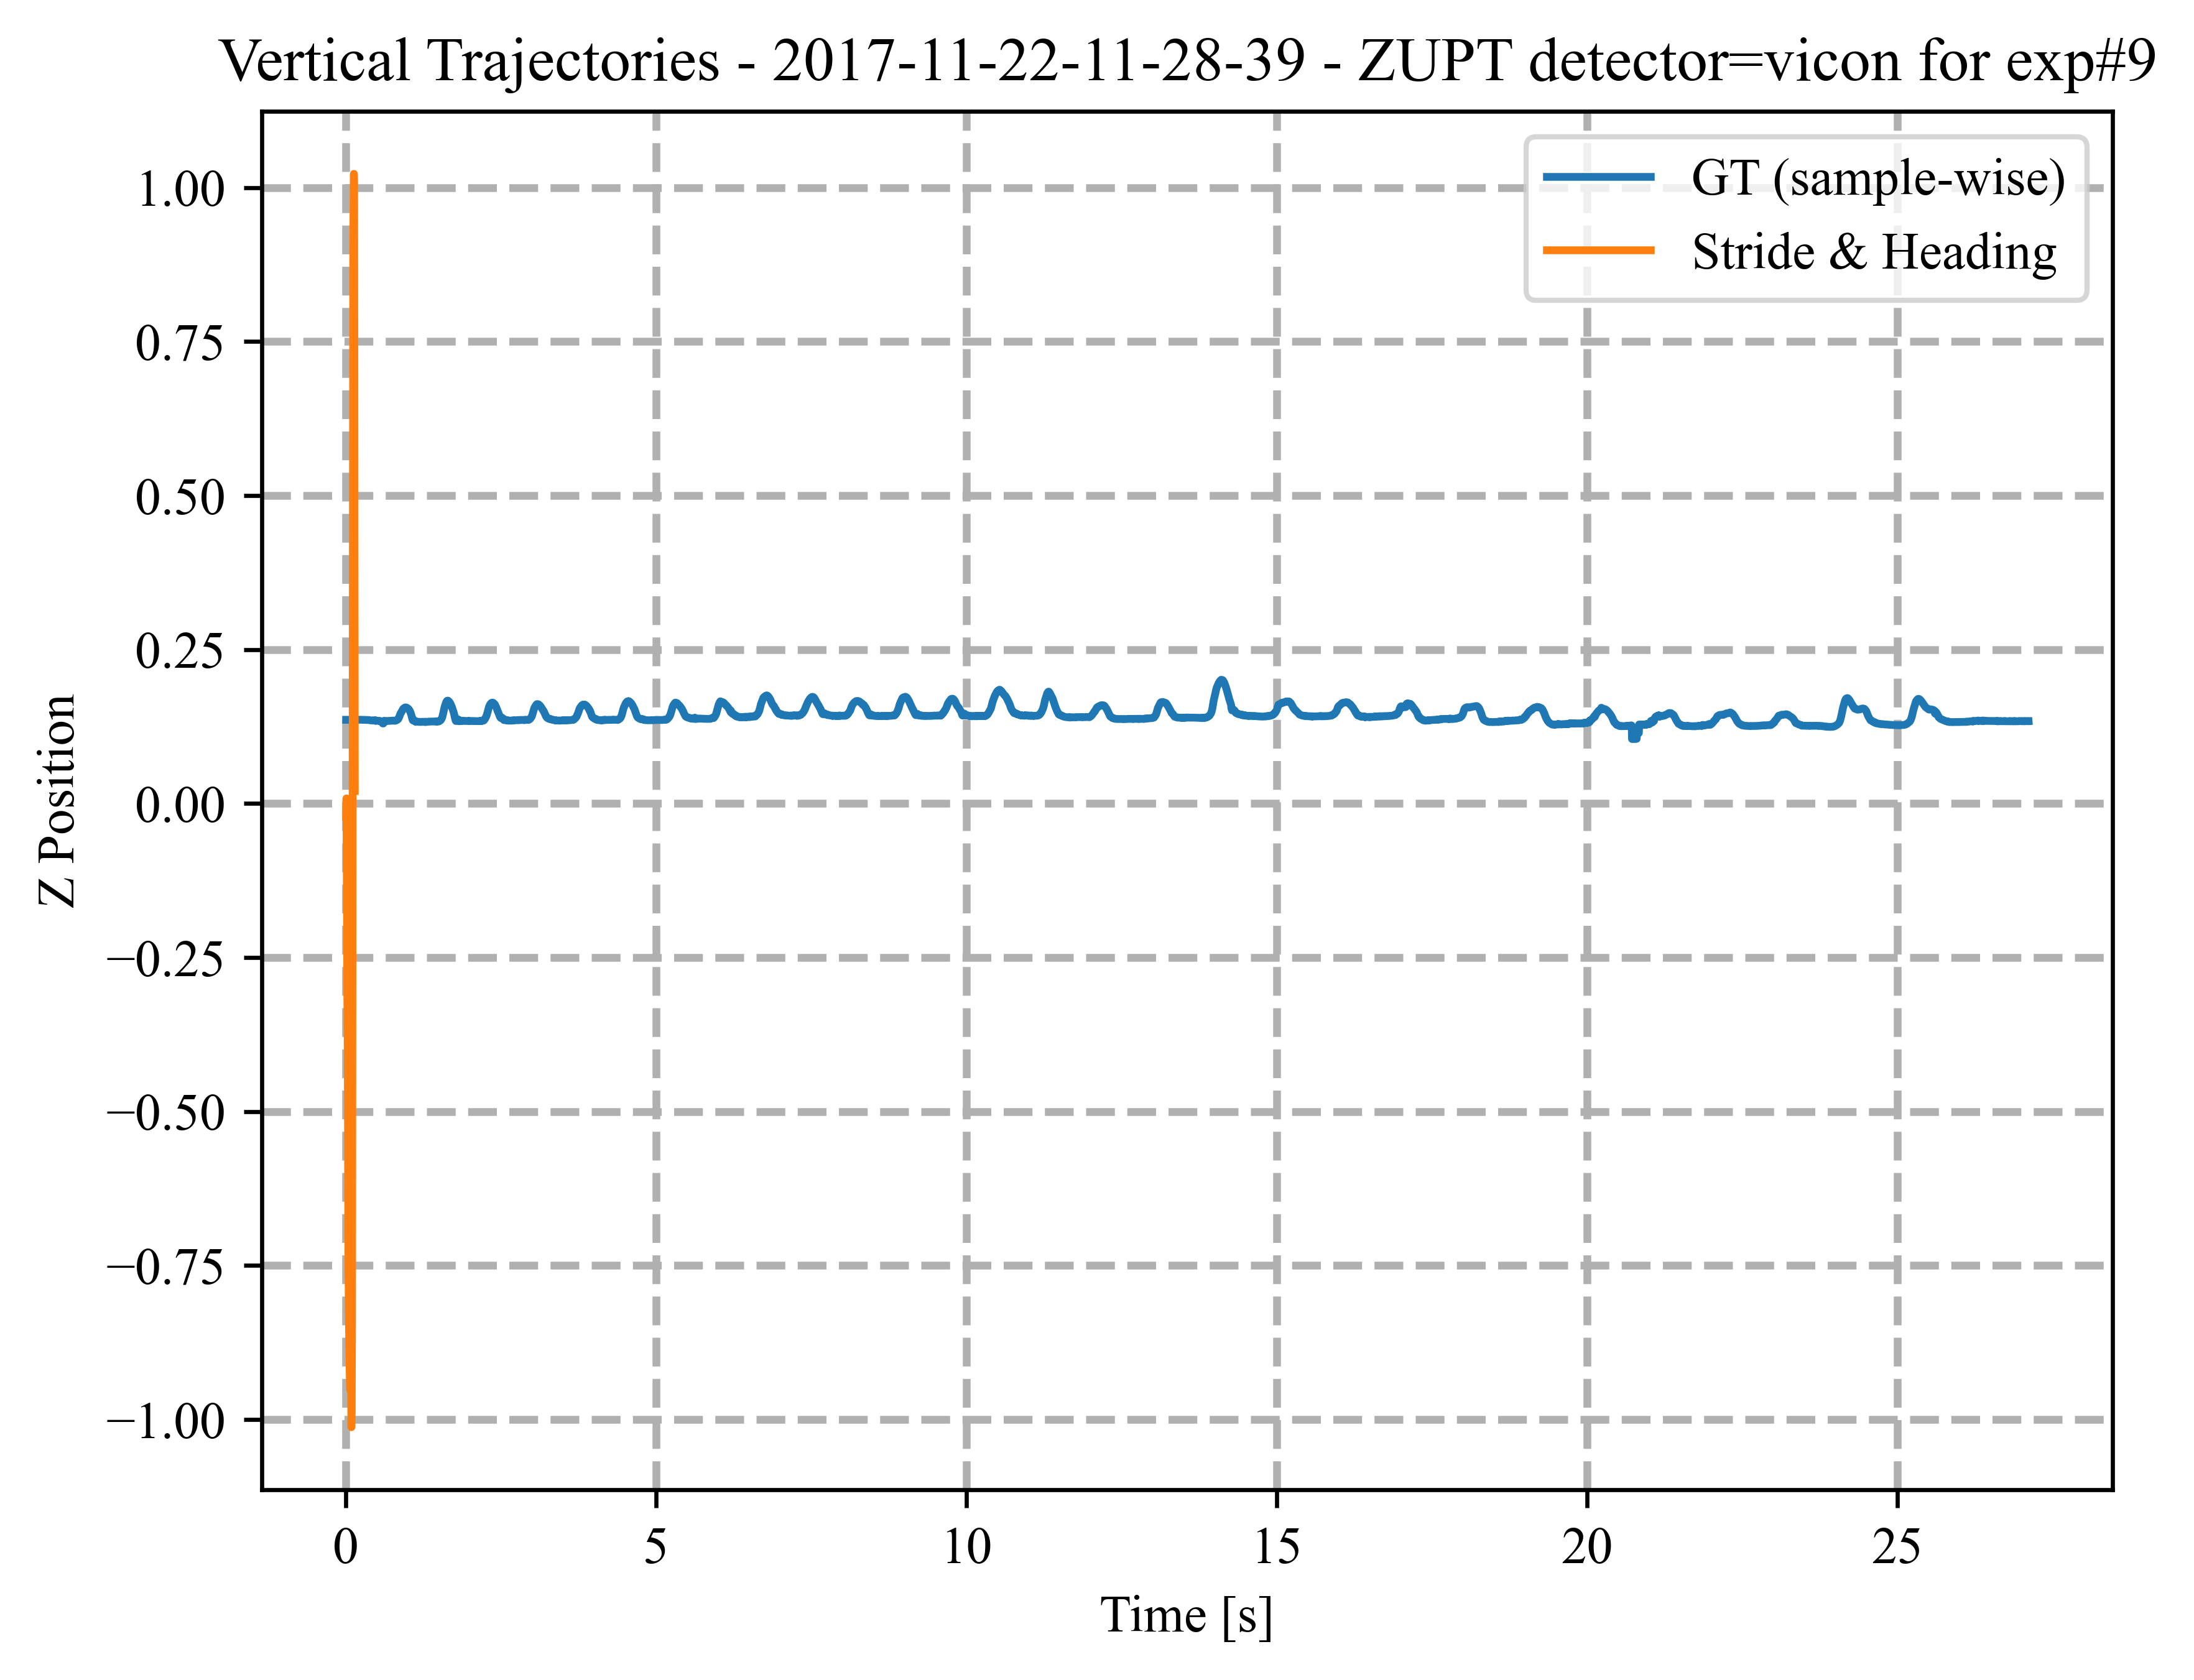 Vertical Trajectories - 2017-11-22-11-28-39 - ZUPT detector=vicon for exp#9
GT (sample-wise)
Stride & Heading
1.00
0.75
0.50
0.25
0.00
−0.25
−0.50
−0.75
−1.00
Z Position
0 5 10 15 20 25
Time [s]